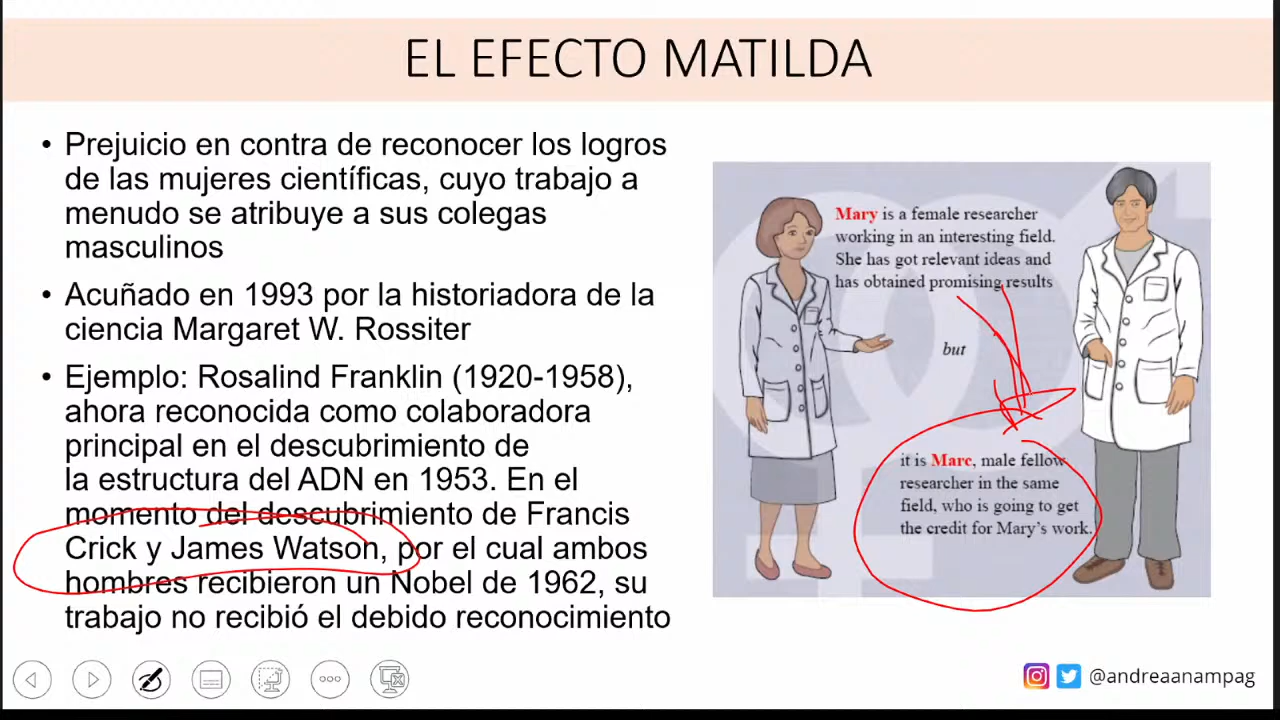 EL EFECTO MATILDA
• Prejuicio en contra de reconocer los logros
de las mujeres científicas, cuyo trabajo a
menudo se atribuye a sus colegas
masculinos
• Acuñado en 1993 por la historiadora de la
ciencia Margaret W. Rossiter
• Ejemplo: Rosalind Franklin (1920-1958),
ahora reconocida como colaboradora
principal en el descubrimiento de
la estructura del ADN en 1953. En el
momento del descubrimiento de Francis
Crick y James Watson, por el cual ambos
hombres recibieron un Nobel de 1962, su
trabajo no recibió el debido reconocimiento
Mary is a female researcher
working in an interesting field.
She has got relevant ideas and
has obtained promising results
but
it is Marc, male fellow
researcher in the same
field, who is going to get
the credit for Mary's work.
@andreaanampag